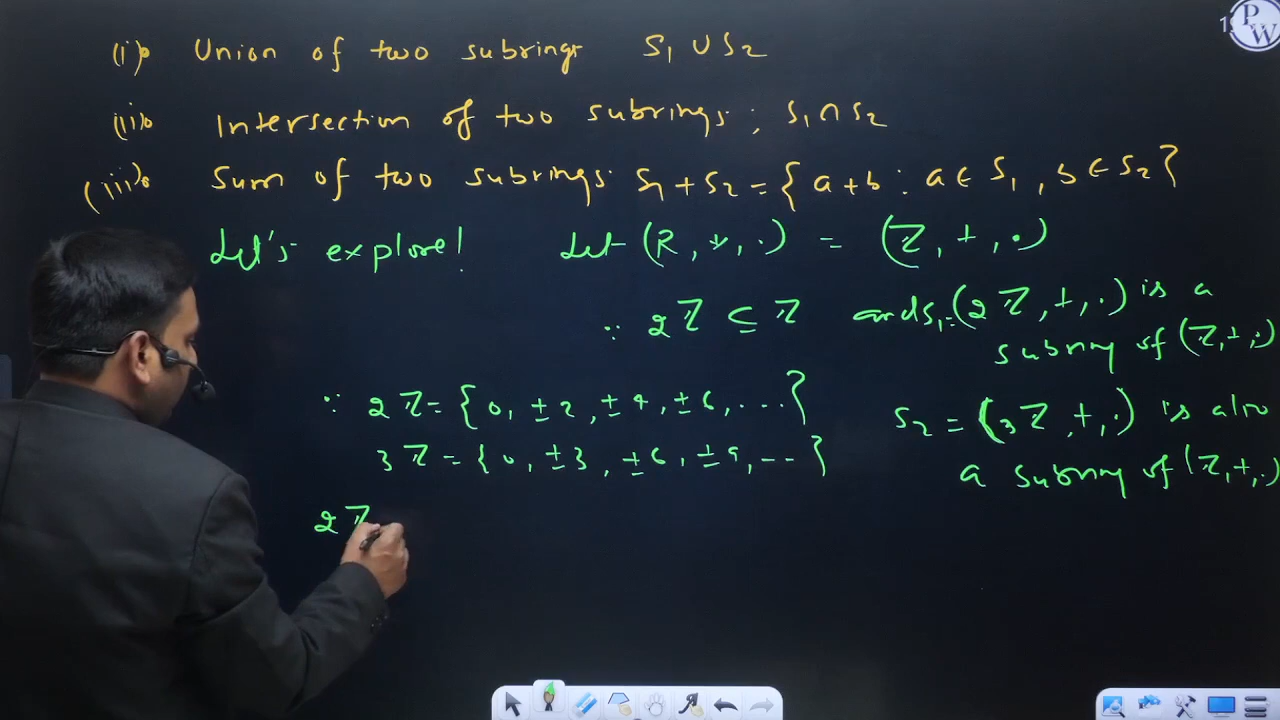 (i). Union of two subrings S₁ ∪ S₂
(ii). Intersection of two subrings ; S₁ ∩ S₂
(iii). Sum of two subrings. S₁ + S₂ = { a + b : a ∈ S₁ , b ∈ S₂ }
Let's explore! Let (R, +, .) = (ℤ, +, .)
∵ 2ℤ ⊆ ℤ and S₁ = (2ℤ, +, .) is a
subring of (ℤ, +, .)
∵ 2ℤ = { 0, ±2, ±4, ±6, ... }
S₂ = (3ℤ, +, .) is also
3ℤ = { 0, ±3, ±6, ±9, -- }
a subring of (ℤ, +, .)
2ℤ
PW